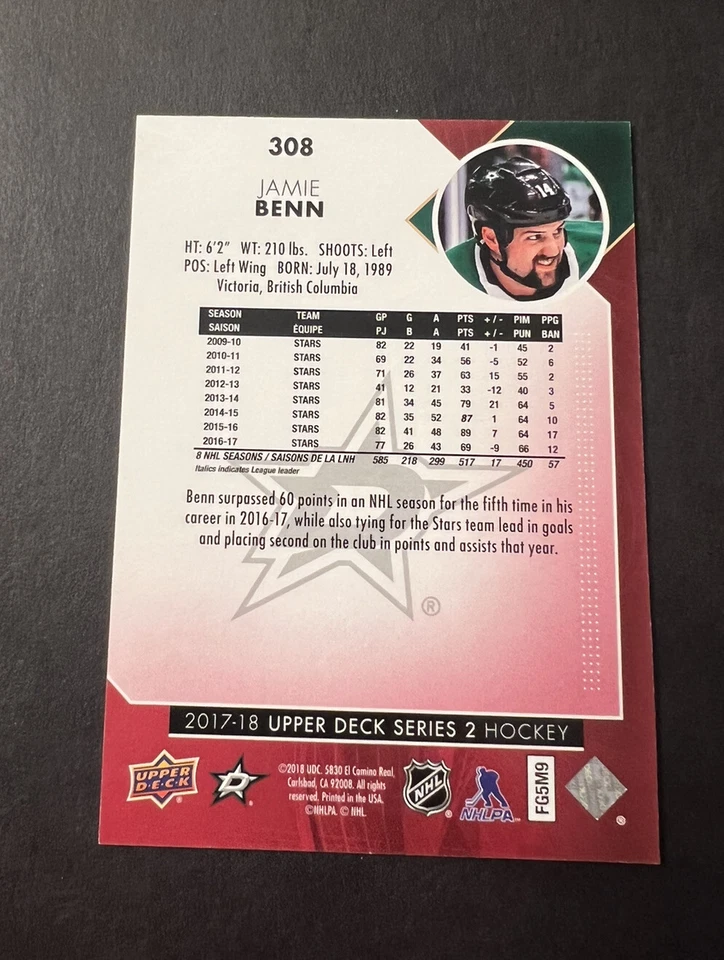 308
JAMIE
BENN
14
HT: 6'2" WT: 210 lbs. SHOOTS: Left
POS: Left Wing BORN: July 18, 1989
Victoria, British Columbia
SEASON TEAM GP G A PTS + / - PIM PPG
SAISON ÉQUIPE PJ B A PTS + / - PUN BAN
2009-10 STARS 82 22 19 41 -1 45 2
2010-11 STARS 69 22 34 56 -5 52 6
2011-12 STARS 71 26 37 63 15 55 2
2012-13 STARS 41 12 21 33 -12 40 3
2013-14 STARS 81 34 45 79 21 64 5
2014-15 STARS 82 35 52 87 1 64 10
2015-16 STARS 82 41 48 89 7 64 17
2016-17 STARS 77 26 43 69 -9 66 12
8 NHL SEASONS / SAISONS DE LA LNH 585 218 299 517 17 450 57
Italics indicates League leader
Benn surpassed 60 points in an NHL season for the fifth time in his
career in 2016-17, while also tying for the Stars team lead in goals
and placing second on the club in points and assists that year.
D
®
2017-18 UPPER DECK SERIES 2 HOCKEY
UPPER
D·E·C·K
®
D
®
©2018 UDC. 5830 El Camino Real,
Carlsbad, CA 92008. All rights
reserved. Printed in the USA.
©NHLPA. © NHL.
NHL
®
NHLPA
FG5M9
®